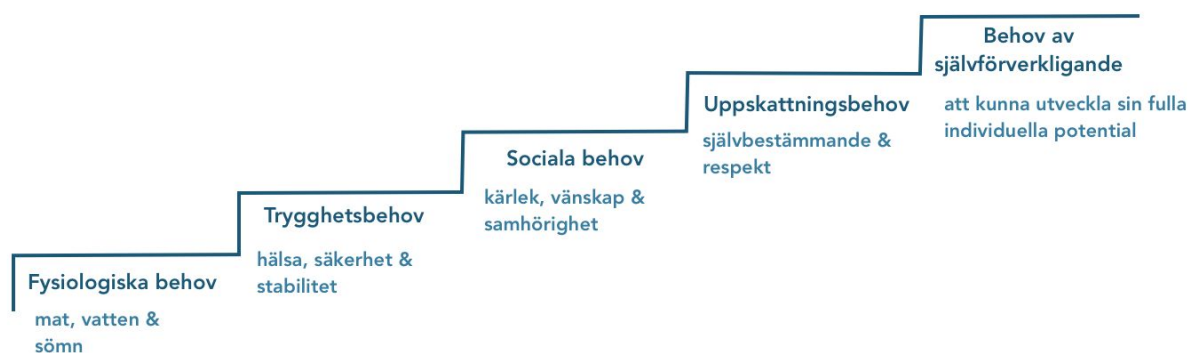 Fysiologiska behov
mat, vatten &
sömn
Trygghetsbehov
hälsa, säkerhet &
stabilitet
Sociala behov
kärlek, vänskap &
samhörighet
Uppskattningsbehov
självbestämmande &
respekt
Behov av
självförverkligande
att kunna utveckla sin fulla
individuella potential